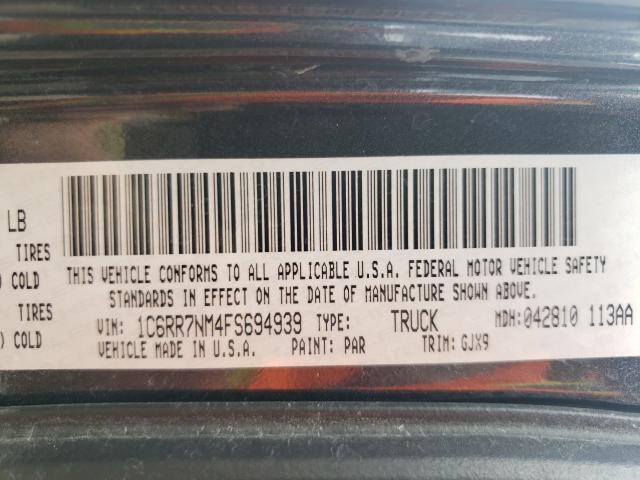 LB
TIRES
) COLD
TIRES
) COLD
THIS VEHICLE CONFORMS TO ALL APPLICABLE U.S.A. FEDERAL MOTOR VEHICLE SAFETY
STANDARDS IN EFFECT ON THE DATE OF MANUFACTURE SHOWN ABOVE.
VIN: 1C6RR7NM4FS694939 TYPE: TRUCK MDH:042810 113AA
VEHICLE MADE IN U.S.A. PAINT: PAR TRIM: GJX9